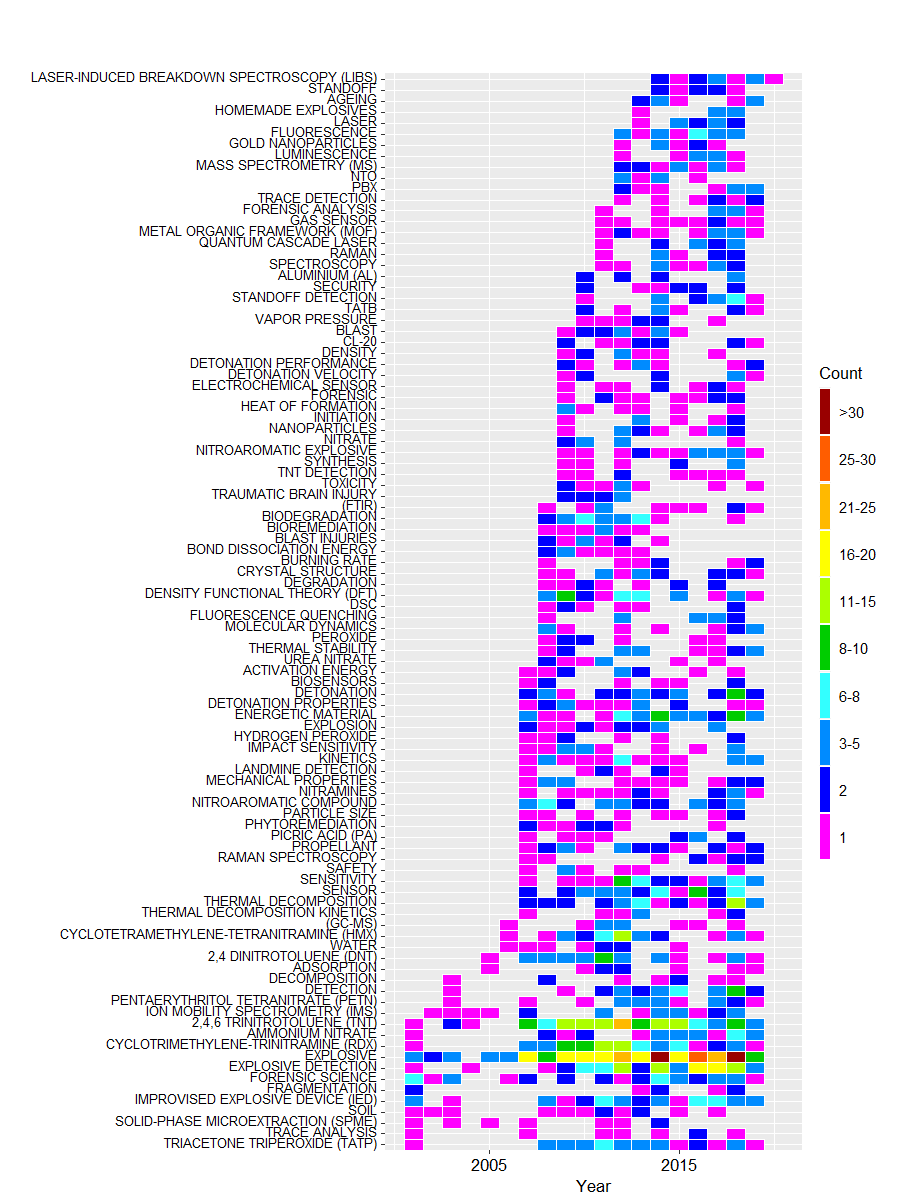 LASER-INDUCED BREAKDOWN SPECTROSCOPY (LIBS)
STANDOFF
AGEING
HOMEMADE EXPLOSIVES
LASER
FLUORESCENCE
GOLD NANOPARTICLES
LUMINESCENCE
MASS SPECTROMETRY (MS)
NTO
PBX
TRACE DETECTION
FORENSIC ANALYSIS
GAS SENSOR
METAL ORGANIC FRAMEWORK (MOF)
QUANTUM CASCADE LASER
RAMAN
SPECTROSCOPY
ALUMINIUM (AL)
SECURITY
STANDOFF DETECTION
TATB
VAPOR PRESSURE
BLAST
CL-20
DENSITY
DETONATION PERFORMANCE
DETONATION VELOCITY
ELECTROCHEMICAL SENSOR
FORENSIC
HEAT OF FORMATION
INITIATION
NANOPARTICLES
NITRATE
NITROAROMATIC EXPLOSIVE
SYNTHESIS
TNT DETECTION
TOXICITY
TRAUMATIC BRAIN INJURY
(FTIR)
BIODEGRADATION
BIOREMEDIATION
BLAST INJURIES
BOND DISSOCIATION ENERGY
BURNING RATE
CRYSTAL STRUCTURE
DEGRADATION
DENSITY FUNCTIONAL THEORY (DFT)
DSC
FLUORESCENCE QUENCHING
MOLECULAR DYNAMICS
PEROXIDE
THERMAL STABILITY
UREA NITRATE
ACTIVATION ENERGY
BIOSENSORS
DETONATION
DETONATION PROPERTIES
ENERGETIC MATERIAL
EXPLOSION
HYDROGEN PEROXIDE
IMPACT SENSITIVITY
KINETICS
LANDMINE DETECTION
MECHANICAL PROPERTIES
NITRAMINES
NITROAROMATIC COMPOUND
PARTICLE SIZE
PHYTOREMEDIATION
PICRIC ACID (PA)
PROPELLANT
RAMAN SPECTROSCOPY
SAFETY
SENSITIVITY
SENSOR
THERMAL DECOMPOSITION
THERMAL DECOMPOSITION KINETICS
(GC-MS)
CYCLOTETRAMETHYLENE-TETRANITRAMINE (HMX)
WATER
2,4 DINITROTOLUENE (DNT)
ADSORPTION
DECOMPOSITION
DETECTION
PENTAERYTHRITOL TETRANITRATE (PETN)
ION MOBILITY SPECTROMETRY (IMS)
2,4,6 TRINITROTOLUENE (TNT)
AMMONIUM NITRATE
CYCLOTRIMETHYLENE-TRINITRAMINE (RDX)
EXPLOSIVE
EXPLOSIVE DETECTION
FORENSIC SCIENCE
FRAGMENTATION
IMPROVISED EXPLOSIVE DEVICE (IED)
SOIL
SOLID-PHASE MICROEXTRACTION (SPME)
TRACE ANALYSIS
TRIACETONE TRIPEROXIDE (TATP)
2005 2015
Year
Count
>30
25-30
21-25
16-20
11-15
8-10
6-8
3-5
2
1